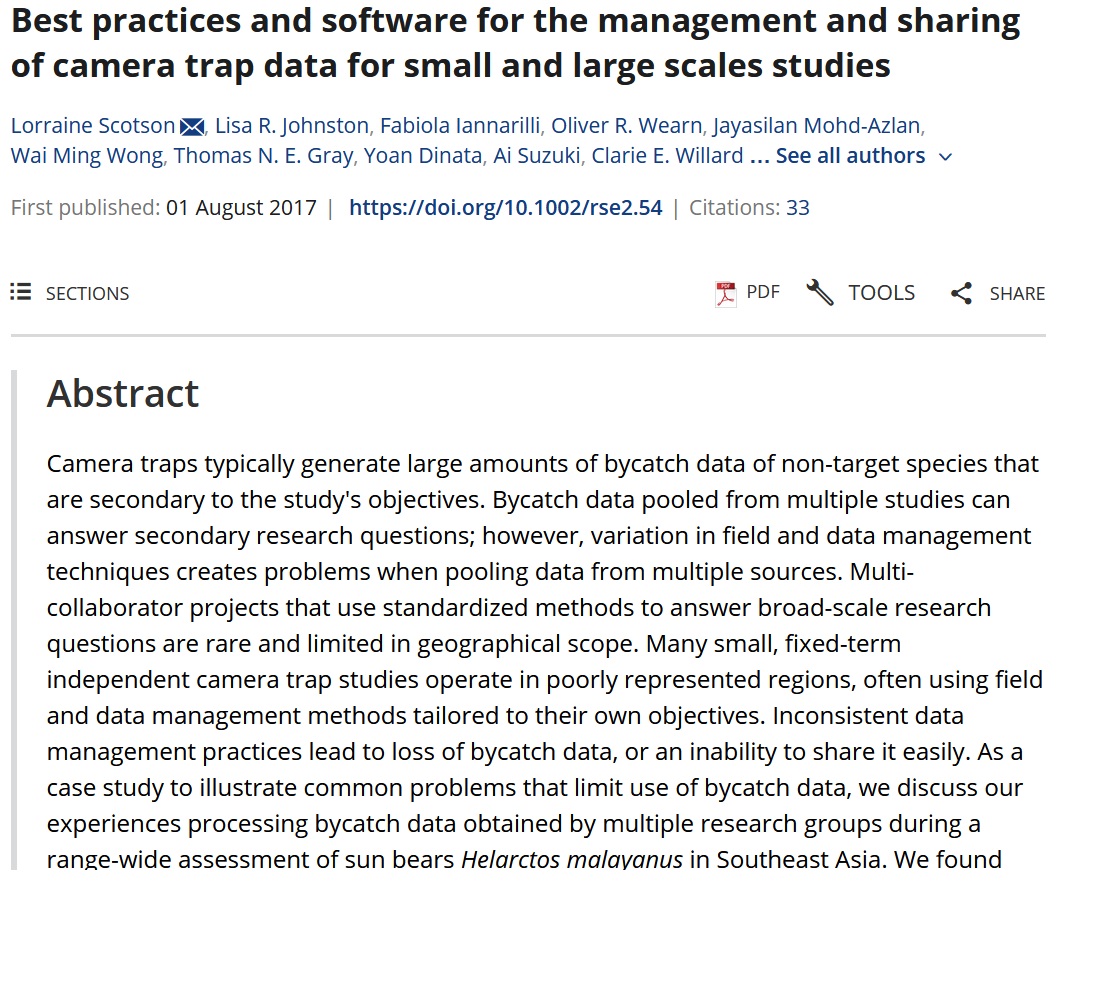 Best practices and software for the management and sharing
of camera trap data for small and large scales studies
Lorraine Scotson, Lisa R. Johnston, Fabiola Iannarilli, Oliver R. Wearn, Jayasilan Mohd-Azlan,
Wai Ming Wong, Thomas N. E. Gray, Yoan Dinata, Ai Suzuki, Clarie E. Willard ... See all authors
First published: 01 August 2017 | https://doi.org/10.1002/rse2.54 | Citations: 33
SECTIONS PDF TOOLS SHARE
Abstract
Camera traps typically generate large amounts of bycatch data of non-target species that
are secondary to the study's objectives. Bycatch data pooled from multiple studies can
answer secondary research questions; however, variation in field and data management
techniques creates problems when pooling data from multiple sources. Multi-
collaborator projects that use standardized methods to answer broad-scale research
questions are rare and limited in geographical scope. Many small, fixed-term
independent camera trap studies operate in poorly represented regions, often using field
and data management methods tailored to their own objectives. Inconsistent data
management practices lead to loss of bycatch data, or an inability to share it easily. As a
case study to illustrate common problems that limit use of bycatch data, we discuss our
experiences processing bycatch data obtained by multiple research groups during a
range-wide assessment of sun bears Helarctos malayanus in Southeast Asia. We found